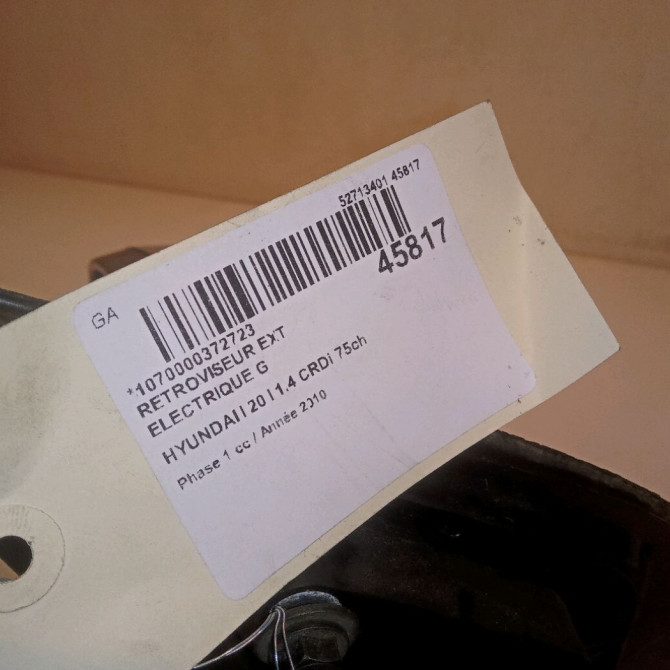 52713401 45817
GA
45817
*1070000372723
RETROVISEUR EXT
ELECTRIQUE G
HYUNDAI I 20 I 1.4 CRDi 75ch
Phase 1 cc / Année 2010